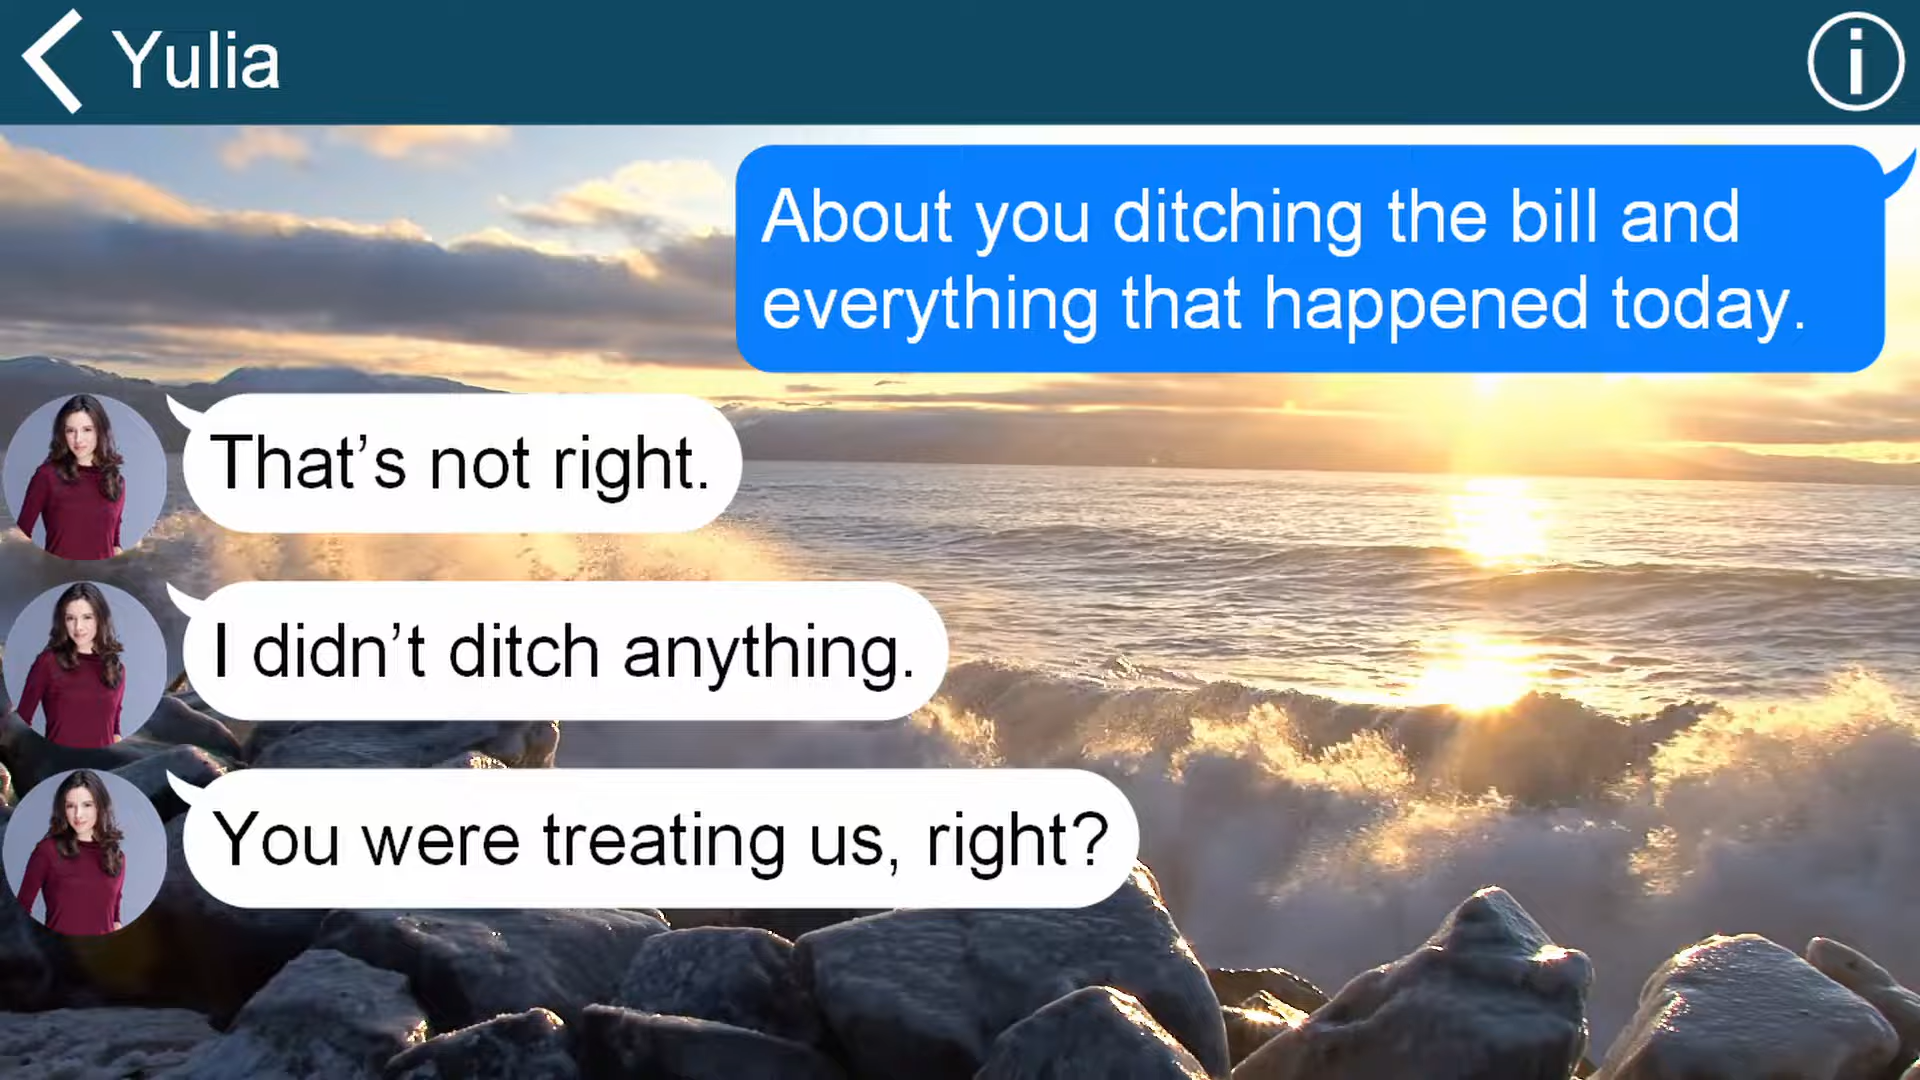 Yulia
About you ditching the bill and
everything that happened today.
That’s not right.
I didn’t ditch anything.
You were treating us, right?